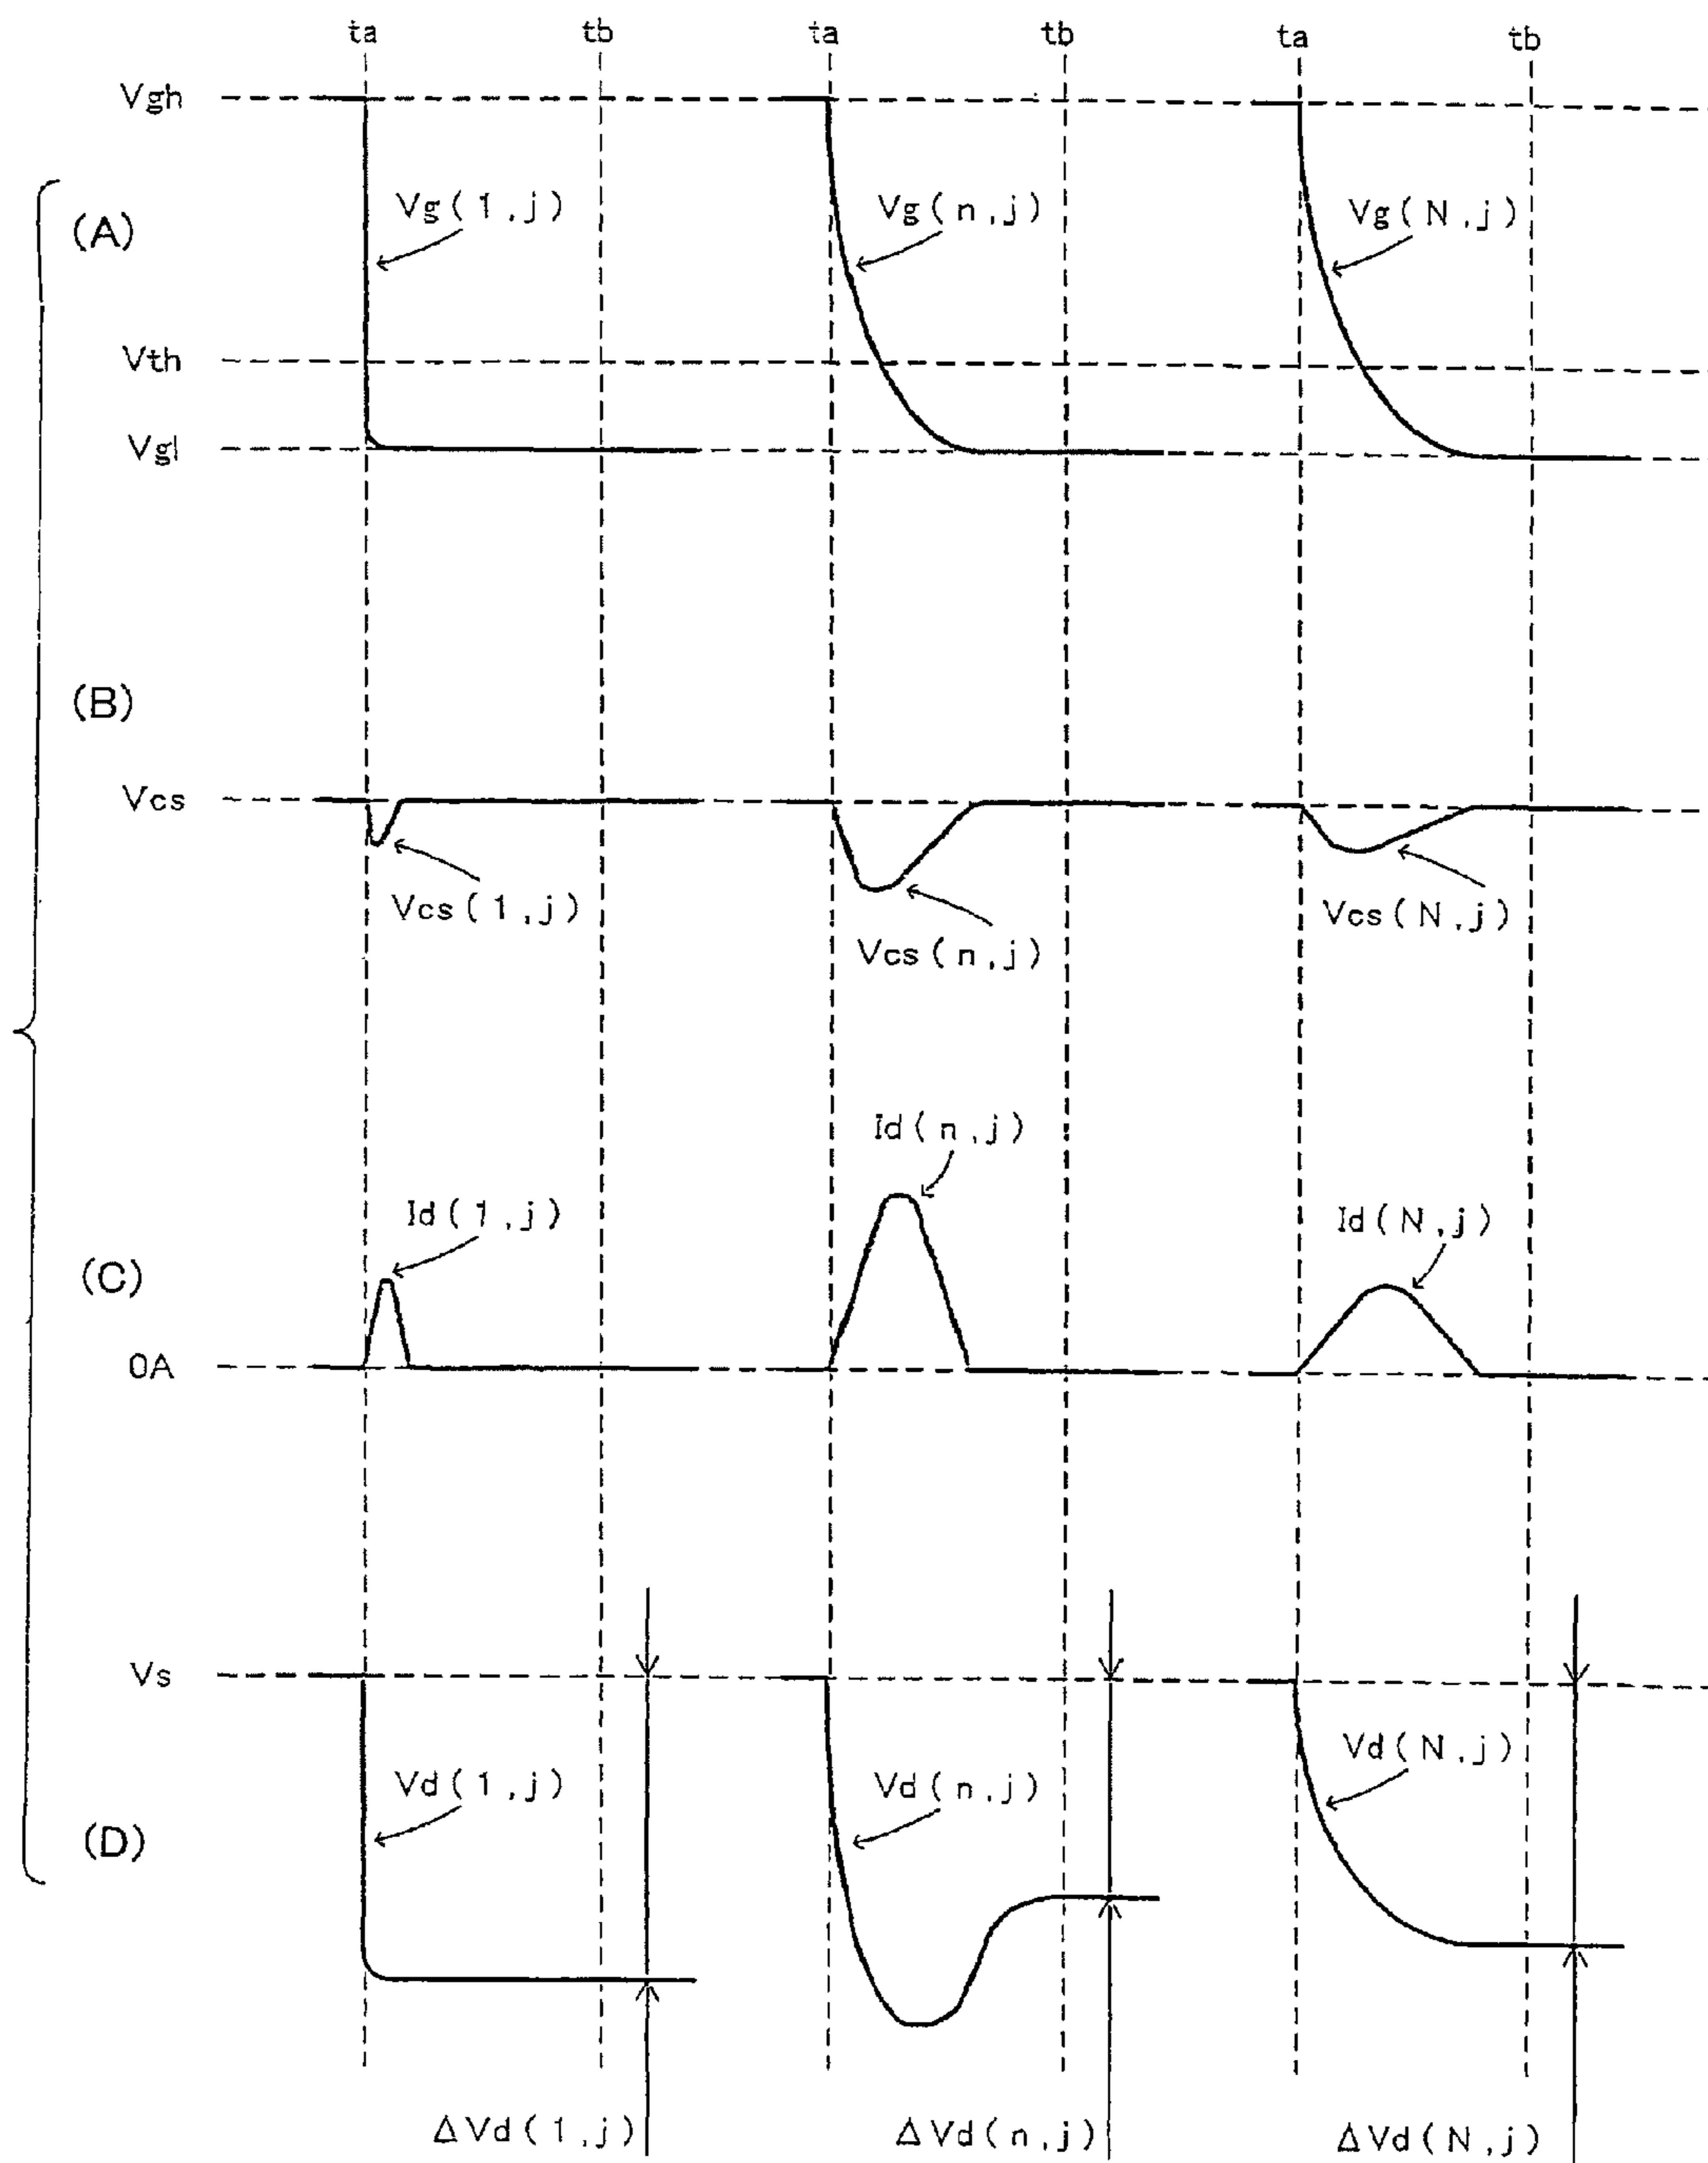 ta tb ta tb ta tb
Vgh
(A)
Vg(1,j) Vg(n,j) Vg(N,j)
Vth
Vgl
(B)
Vcs
Vcs(1,j) Vcs(n,j) Vcs(N,j)
Id(n,j)
Id(1,j) Id(N,j)
(C)
0A
Vs
Vd(1,j) Vd(n,j) Vd(N,j)
(D)
ΔVd(1,j) ΔVd(n,j) ΔVd(N,j)